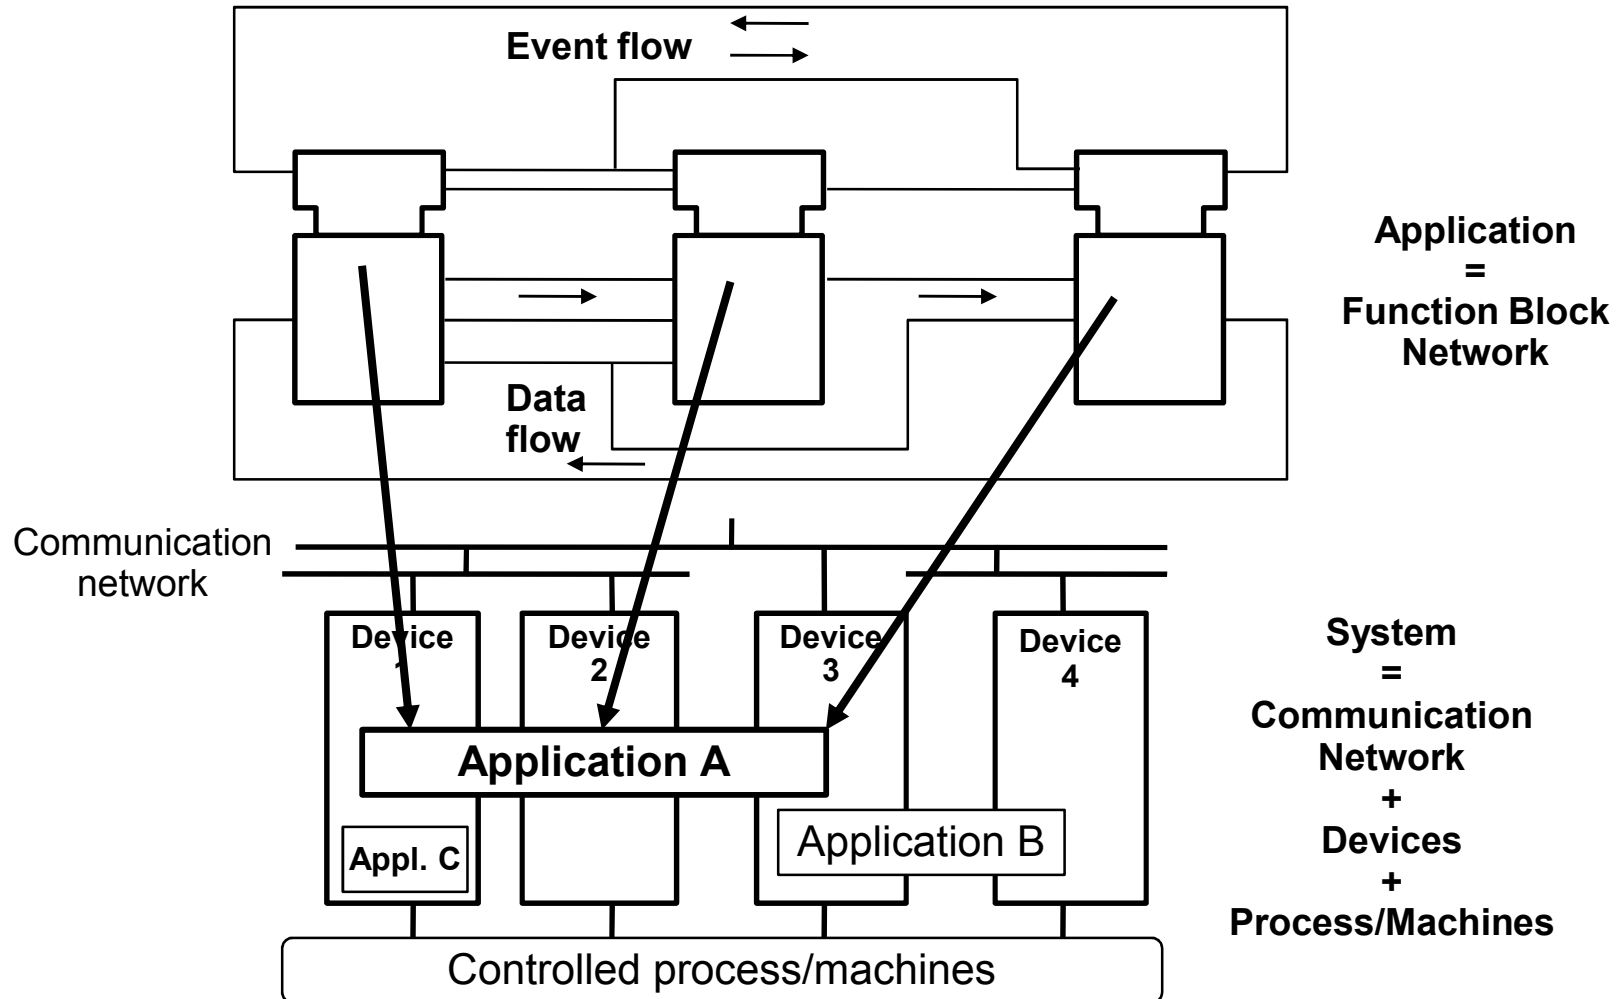 Event flow
Application
=
Function Block
Network
Data
flow
Communication
network
Device
1
Device
2
Device
3
Device
4
System
=
Communication
Network
+
Devices
+
Process/Machines
Application A
Application B
Appl. C
Controlled process/machines